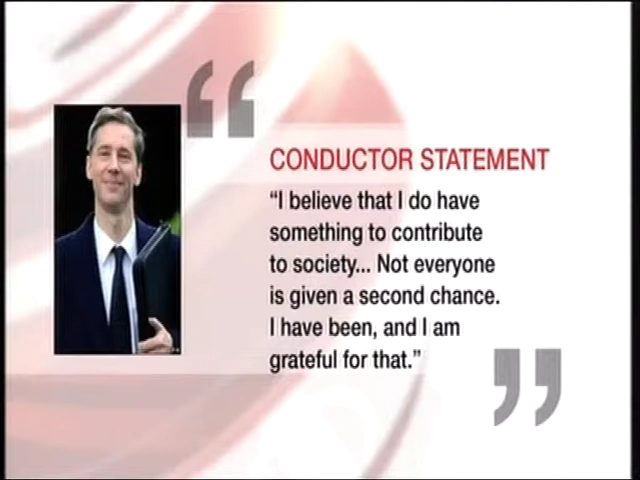 CONDUCTOR STATEMENT
“I believe that I do have
something to contribute
to society... Not everyone
is given a second chance.
I have been, and I am
grateful for that.”